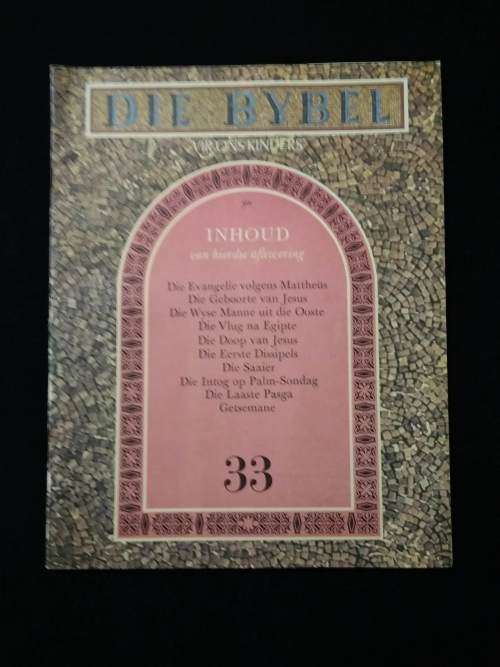 DIE BYBEL
VIR ONS KINDERS
INHOUD
van hierdie aflewering
Die Evangelie volgens Mattheüs
Die Geboorte van Jesus
Die Wyse Manne uit die Ooste
Die Vlug na Egipte
Die Doop van Jesus
Die Eerste Dissipels
Die Saaier
Die Intog op Palm-Sondag
Die Laaste Pasga
Getsemane
33